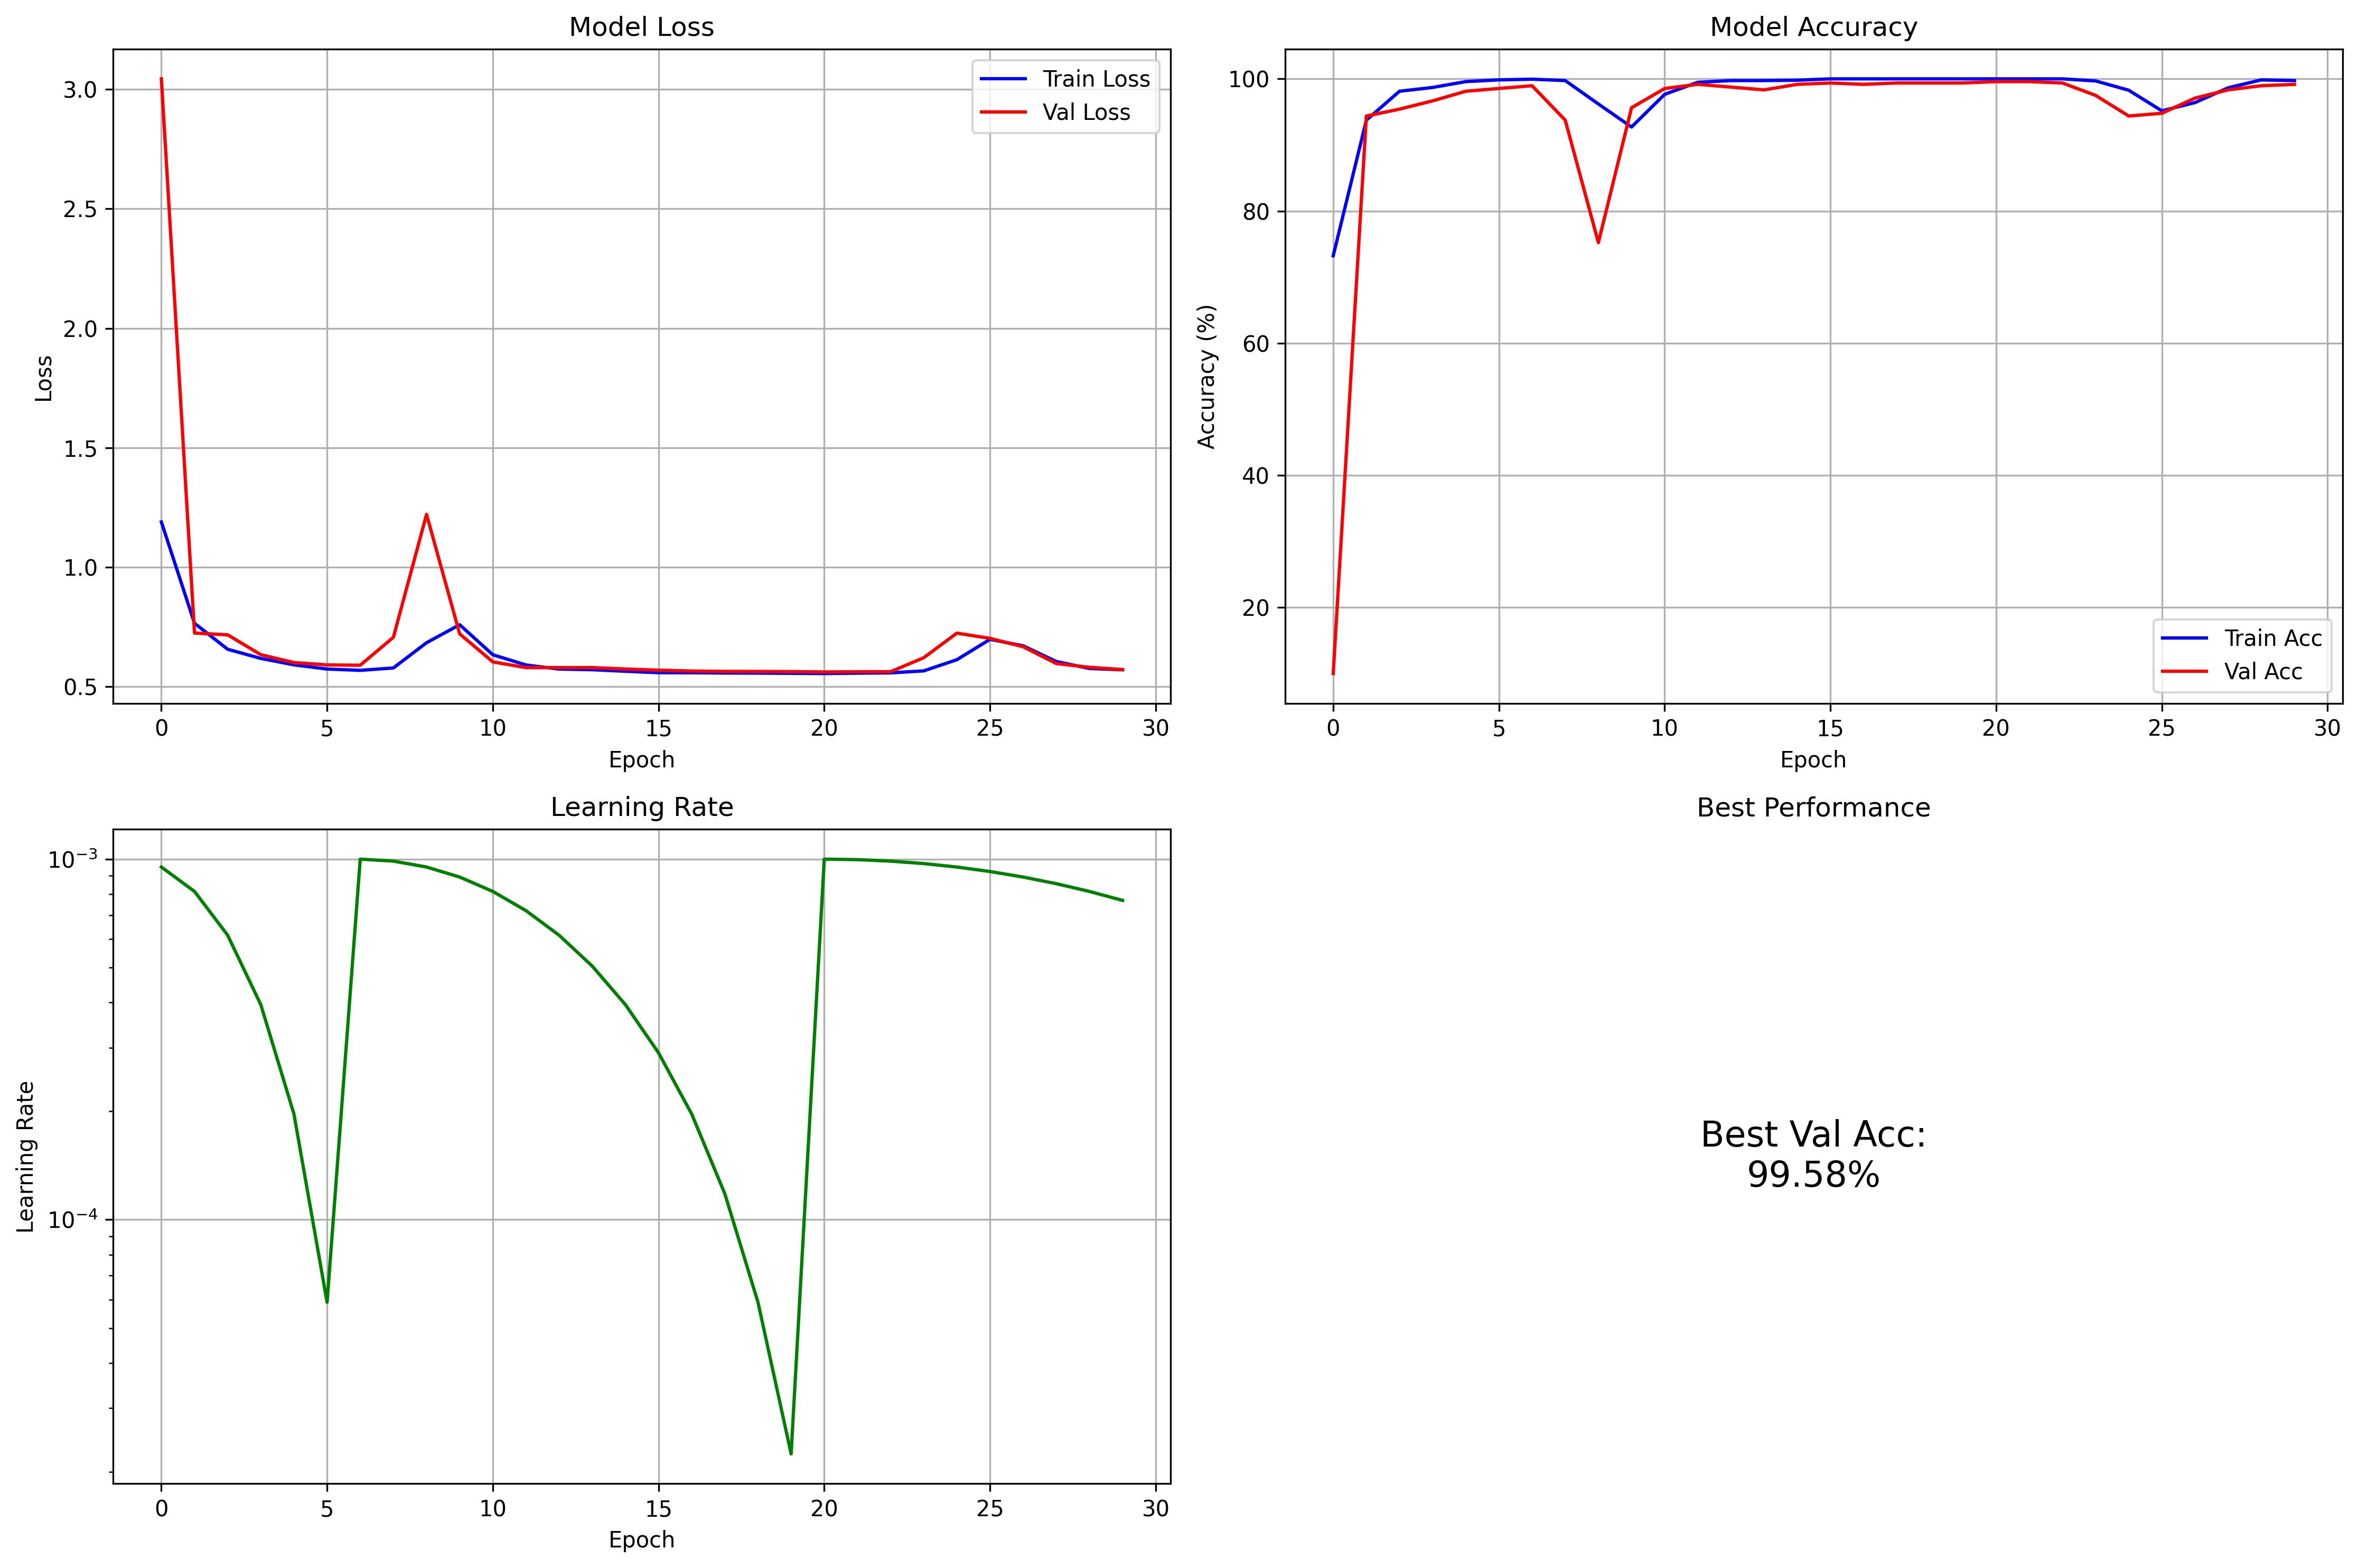 Model Loss
3.0
2.5
2.0
1.5
1.0
0.5
Loss
Train Loss
Val Loss
0 5 10 15 20 25 30
Epoch
Model Accuracy
100
80
60
40
20
Accuracy (%)
Train Acc
Val Acc
0 5 10 15 20 25 30
Epoch
Learning Rate
10⁻³
10⁻⁴
Learning Rate
0 5 10 15 20 25 30
Epoch
Best Performance
Best Val Acc:
99.58%